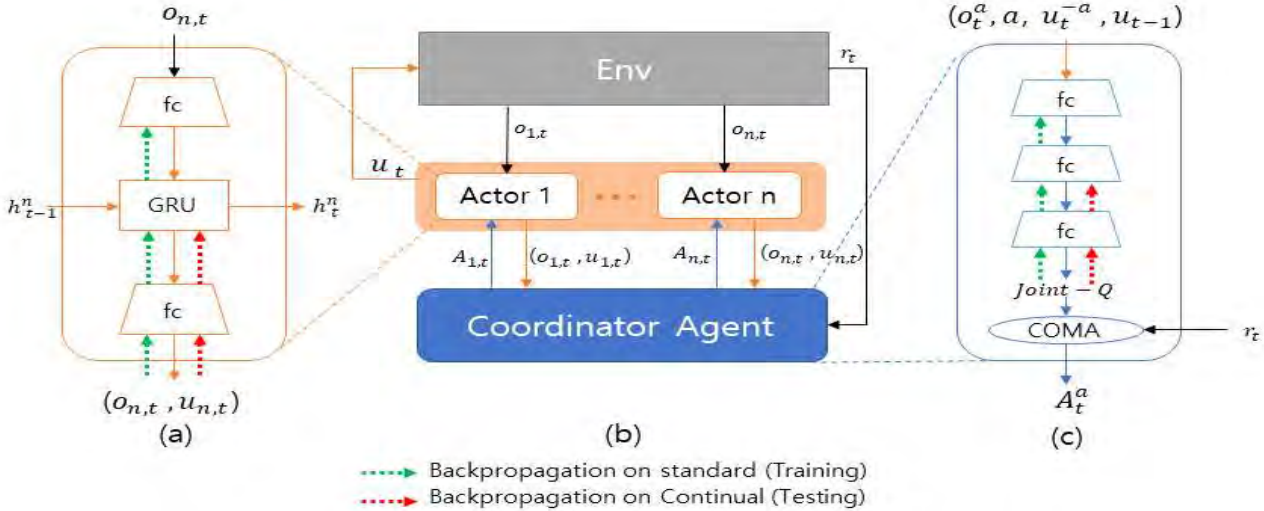 o_{n,t}
fc
GRU
h^n_{t-1}
h^n_t
fc
(o_{n,t} , u_{n,t})
(a)
Env
r_t
o_{1,t}
o_{n,t}
u_t
Actor 1
Actor n
A_{1,t}
(o_{1,t} , u_{1,t})
A_{n,t}
(o_{n,t} , u_{n,t})
Coordinator Agent
(b)
(o^a_t, a, u^{-a}_t , u_{t-1})
fc
fc
fc
Joint − Q
COMA
r_t
A^a_t
(c)
Backpropagation on standard (Training)
Backpropagation on Continual (Testing)